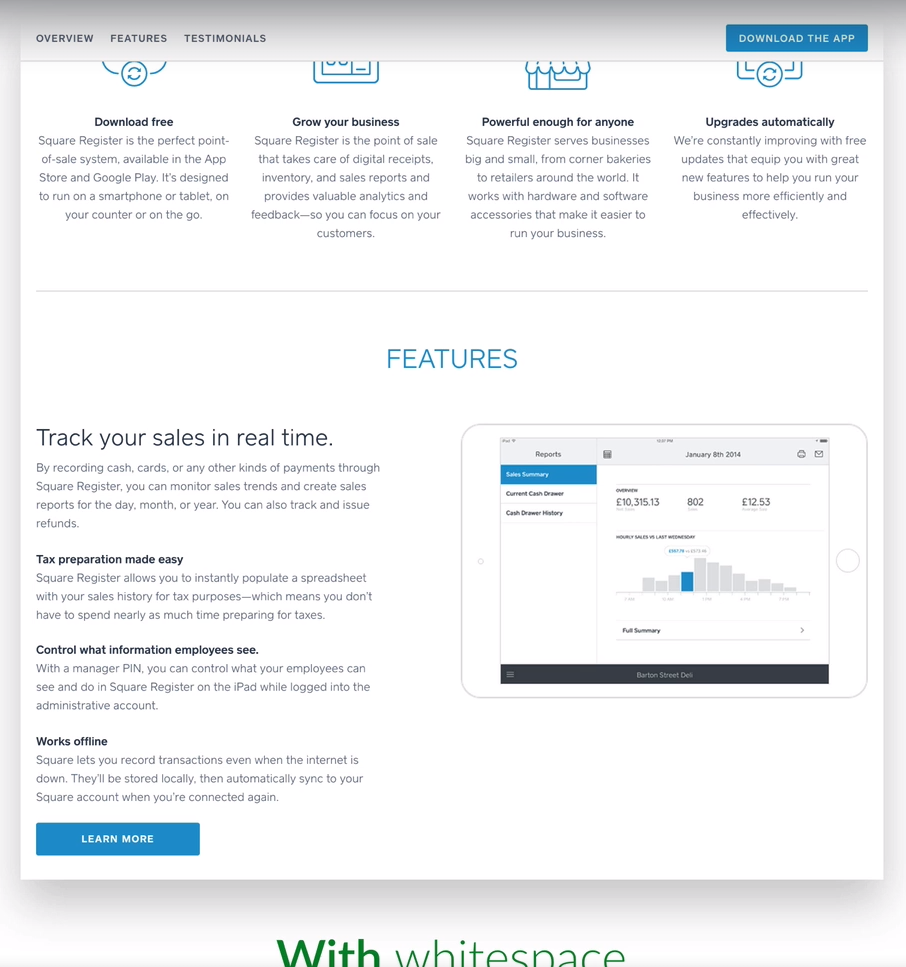 OVERVIEW FEATURES TESTIMONIALS DOWNLOAD THE APP
Download free
Square Register is the perfect point-
of-sale system, available in the App
Store and Google Play. It's designed
to run on a smartphone or tablet, on
your counter or on the go.
Grow your business
Square Register is the point of sale
that takes care of digital receipts,
inventory, and sales reports and
provides valuable analytics and
feedback—so you can focus on your
customers.
Powerful enough for anyone
Square Register serves businesses
big and small, from corner bakeries
to retailers around the world. It
works with hardware and software
accessories that make it easier to
run your business.
Upgrades automatically
We're constantly improving with free
updates that equip you with great
new features to help you run your
business more efficiently and
effectively.
FEATURES
Track your sales in real time.
By recording cash, cards, or any other kinds of payments through
Square Register, you can monitor sales trends and create sales
reports for the day, month, or year. You can also track and issue
refunds.
Tax preparation made easy
Square Register allows you to instantly populate a spreadsheet
with your sales history for tax purposes—which means you don't
have to spend nearly as much time preparing for taxes.
Control what information employees see.
With a manager PIN, you can control what your employees can
see and do in Square Register on the iPad while logged into the
administrative account.
Works offline
Square lets you record transactions even when the internet is
down. They'll be stored locally, then automatically sync to your
Square account when you're connected again.
LEARN MORE
iPad 12:27 PM
Reports January 8th 2014
Sales Summary
Current Cash Drawer
Cash Drawer History
OVERVIEW
£10,315.13 802 £12.53
HOURLY SALES VS LAST WEDNESDAY
Full Summary
Barton Street Deli
With whitespace